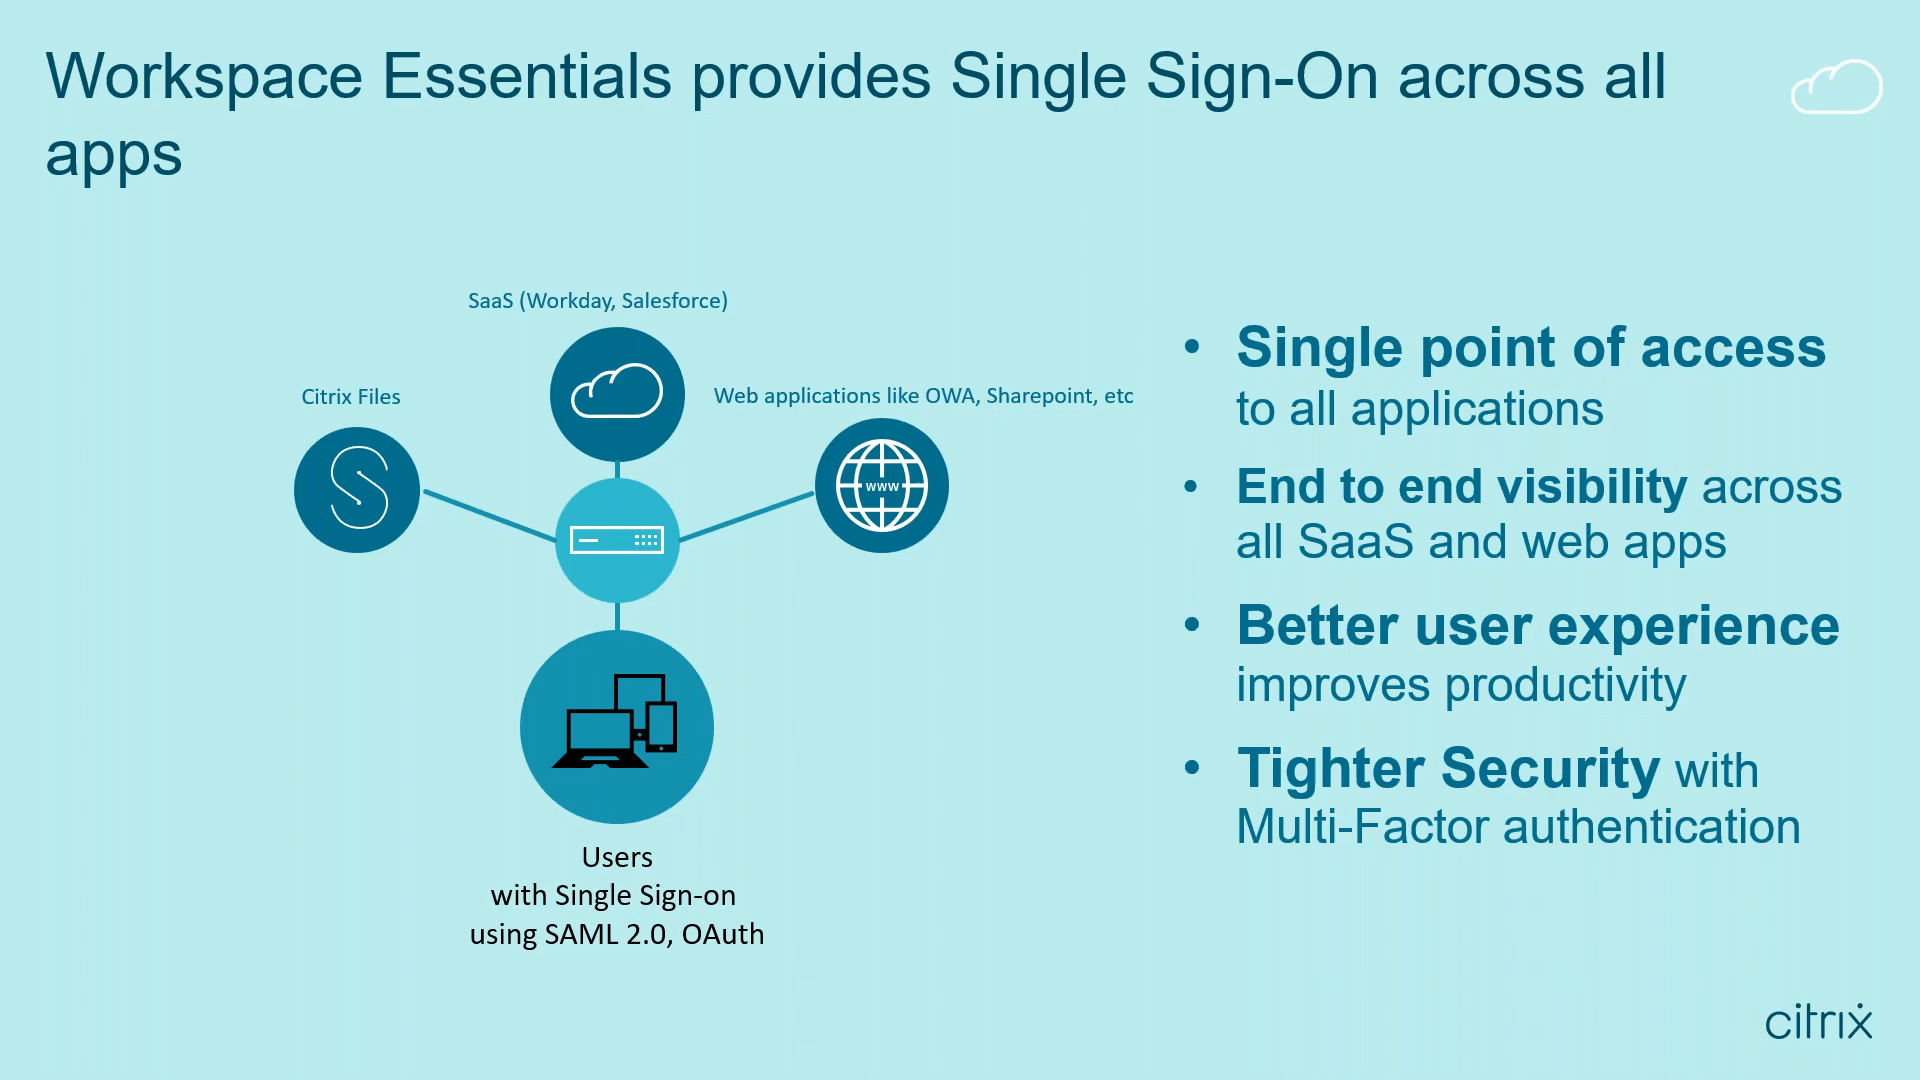 Workspace Essentials provides Single Sign-On across all
apps
SaaS (Workday, Salesforce)
Citrix Files
Web applications like OWA, Sharepoint, etc
www
Users
with Single Sign-on
using SAML 2.0, OAuth
• Single point of access
to all applications
• End to end visibility across
all SaaS and web apps
• Better user experience
improves productivity
• Tighter Security with
Multi-Factor authentication
citrix